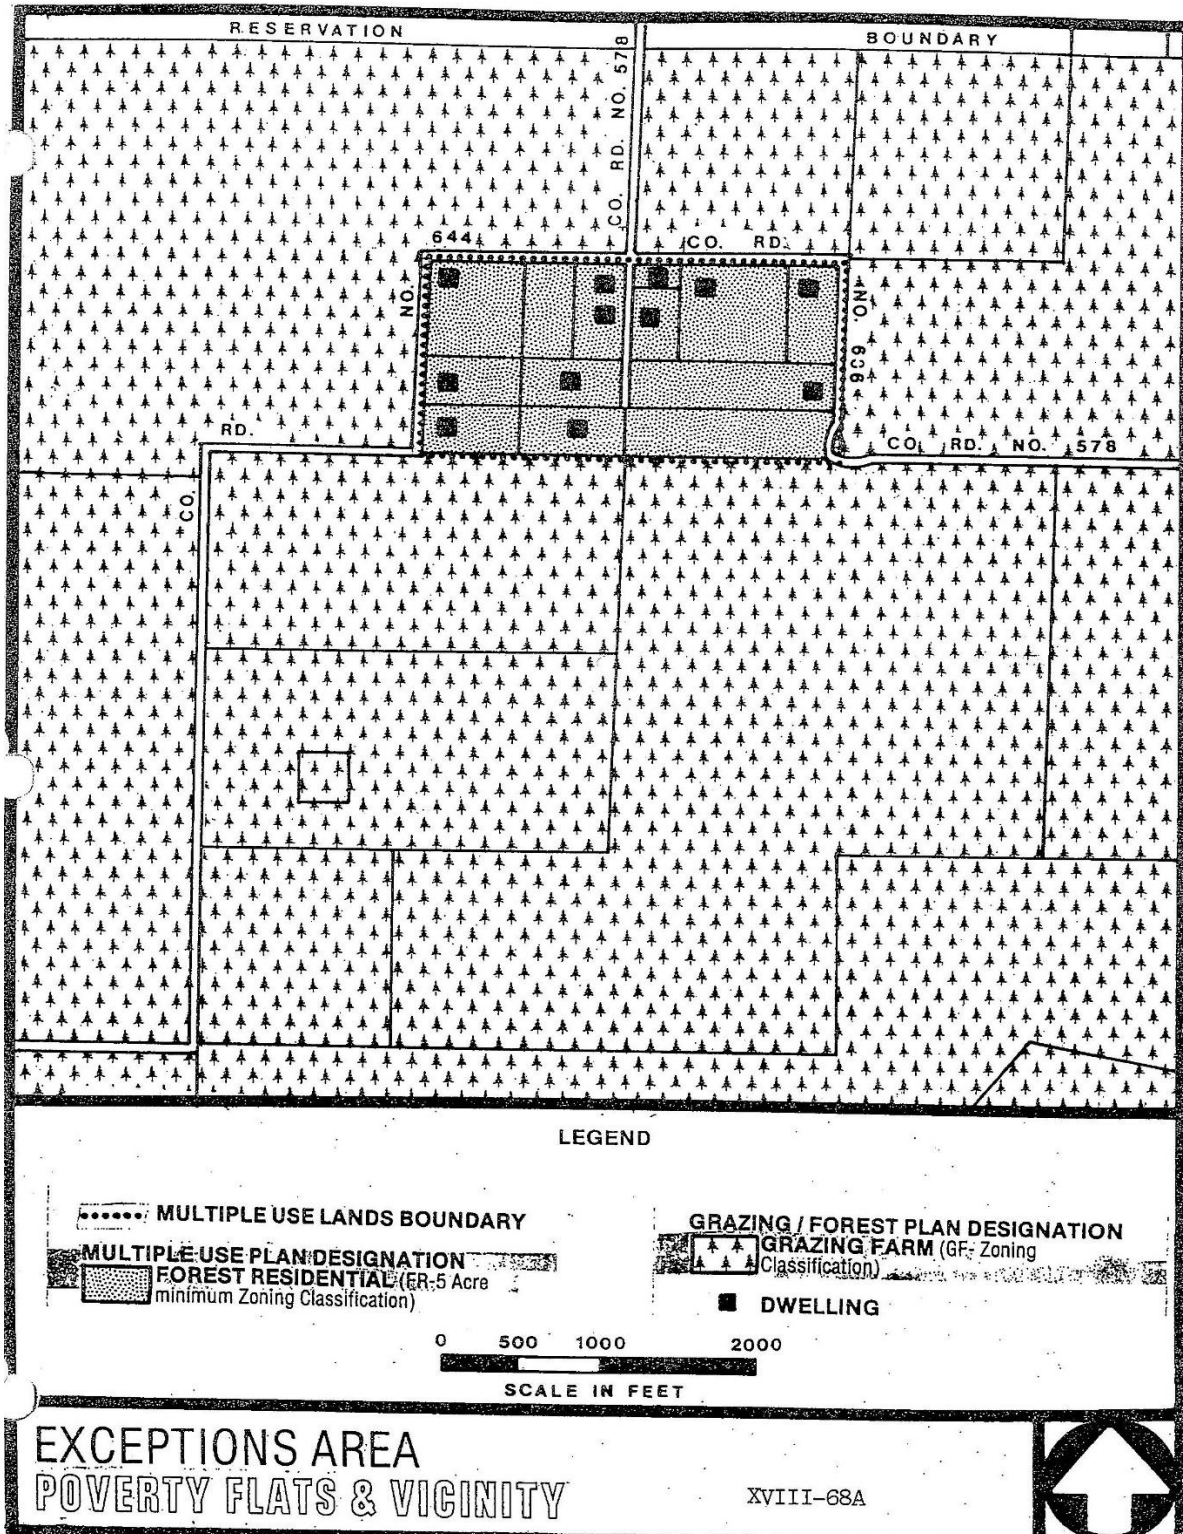 RESERVATION
BOUNDARY
CO. RD. NO. 578
644
CO. RD.
NO.
NO. 606
RD.
CO. RD. NO. 578
CO.
LEGEND
MULTIPLE USE LANDS BOUNDARY
MULTIPLE USE PLAN DESIGNATION
FOREST RESIDENTIAL (FR-5 Acre
minimum Zoning Classification)
GRAZING / FOREST PLAN DESIGNATION
GRAZING FARM (GF- Zoning
Classification)
DWELLING
0 500 1000 2000
SCALE IN FEET
EXCEPTIONS AREA
POVERTY FLATS & VICINITY
XVIII-68A